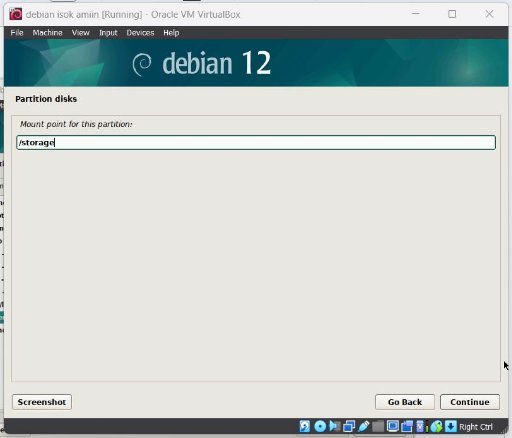 debian isok amiin [Running] - Oracle VM VirtualBox
File Machine View Input Devices Help
debian 12
Partition disks
Mount point for this partition:
/storage
Screenshot
Go Back
Continue
Right Ctrl